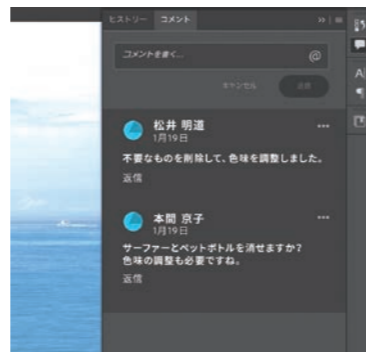 ヒストリー コメント
コメントを書く...
@
キャンセル 送信
松井 明道
1月19日
不要なものを削除して、色味を調整しました。
返信
本間 京子
1月19日
サーファーとペットボトルを消せますか?
色味の調整も必要ですね。
返信